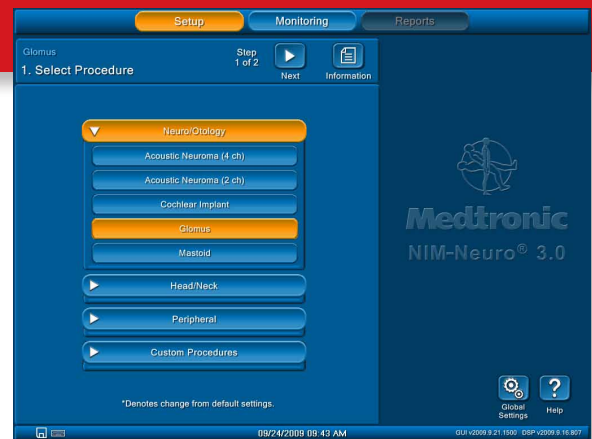 Setup
Monitoring
Reports
Glomus
1. Select Procedure
Step
1 of 2
Next
Information
Neuro/Otology
Acoustic Neuroma (4 ch)
Acoustic Neuroma (2 ch)
Cochlear Implant
Glomus
Mastoid
Head/Neck
Peripheral
Custom Procedures
*Denotes change from default settings.
Medtronic
NIM-Neuro® 3.0
Global
Settings
Help
09/24/2009 09:43 AM
GUI v2009.9.21.1500 DSP v2009.9.16.807